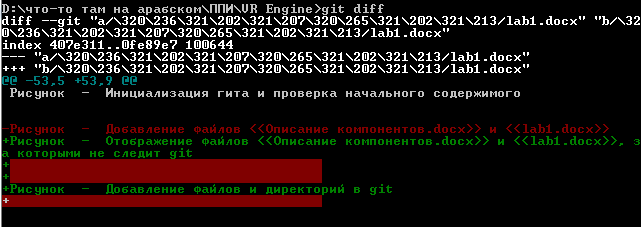 D:\что-то там на арабском\ППИ\VR Engine>git diff
diff --git "a/\320\236\321\202\321\207\320\265\321\202\321\213/lab1.docx" "b/\32
0\236\321\202\321\207\320\265\321\202\321\213/lab1.docx"
index 407e311..0fe89e7 100644
--- "a/\320\236\321\202\321\207\320\265\321\202\321\213/lab1.docx"
+++ "b/\320\236\321\202\321\207\320\265\321\202\321\213/lab1.docx"
@@ -53,5 +53,9 @@
Рисунок - Инициализация гита и проверка начального содержимого
-Рисунок - Добавление файлов <<Описание компонентов.docx>> и <<lab1.docx>>
+Рисунок - Отображение файлов <<Описание компонентов.docx>> и <<lab1.docx>>, з
а которыми не следит git
+
+
+Рисунок - Добавление файлов и директорий в git
+